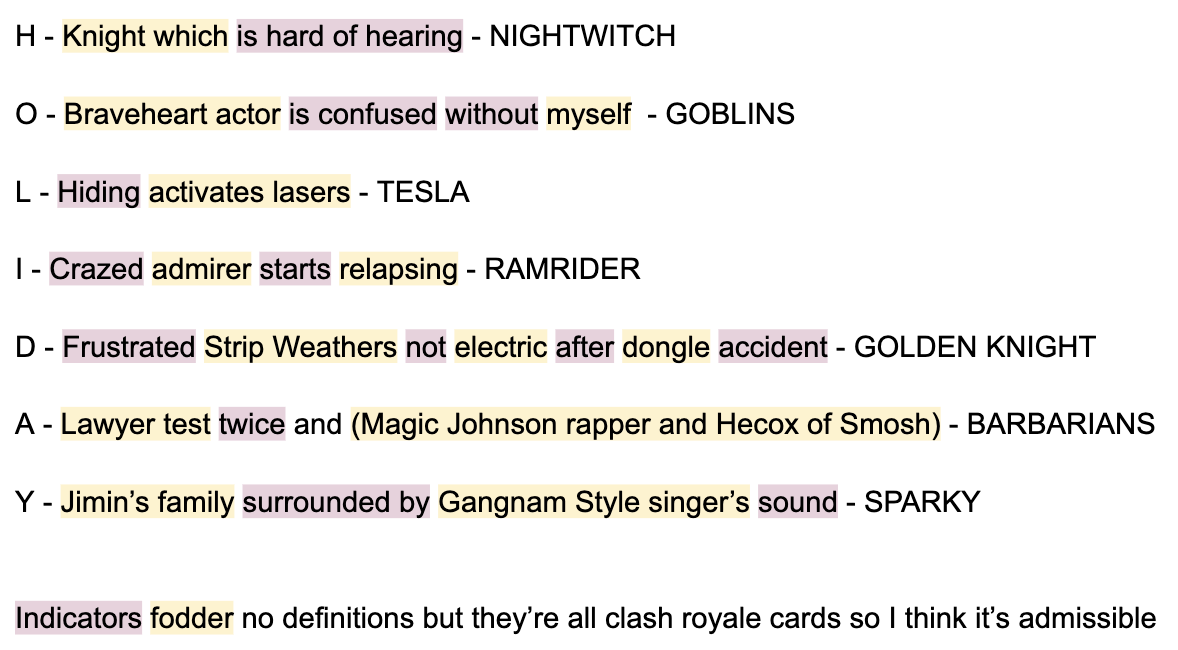 H - Knight which is hard of hearing - NIGHTWITCH
O - Braveheart actor is confused without myself - GOBLINS
L - Hiding activates lasers - TESLA
I - Crazed admirer starts relapsing - RAMRIDER
D - Frustrated Strip Weathers not electric after dongle accident - GOLDEN KNIGHT
A - Lawyer test twice and (Magic Johnson rapper and Hecox of Smosh) - BARBARIANS
Y - Jimin’s family surrounded by Gangnam Style singer’s sound - SPARKY
Indicators fodder no definitions but they’re all clash royale cards so I think it’s admissible